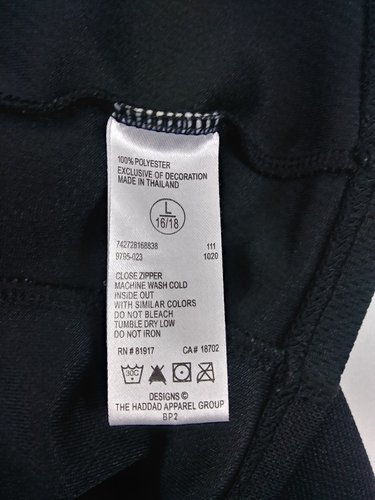 100% POLYESTER
EXCLUSIVE OF DECORATION
MADE IN THAILAND
L
16/18
742728168838 111
9795-023 1020
CLOSE ZIPPER
MACHINE WASH COLD
INSIDE OUT
WITH SIMILAR COLORS
DO NOT BLEACH
TUMBLE DRY LOW
DO NOT IRON
RN # 81917 CA # 18702
30C
DESIGNS ©
THE HADDAD APPAREL GROUP
BP2